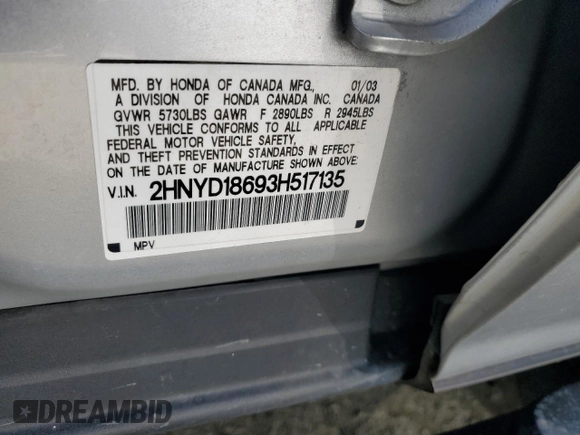 MFD. BY HONDA OF CANADA MFG., 01/03
A DIVISION OF HONDA CANADA INC. CANADA
GVWR 5730LBS GAWR F 2890LBS R 2945LBS
THIS VEHICLE CONFORMS TO ALL APPLICABLE
FEDERAL MOTOR VEHICLE SAFETY,
AND THEFT PREVENTION STANDARDS IN EFFECT
ON THE DATE OF MANUFACTURE SHOWN ABOVE:
V.I.N. 2HNYD18693H517135
MPV
DREAMBID